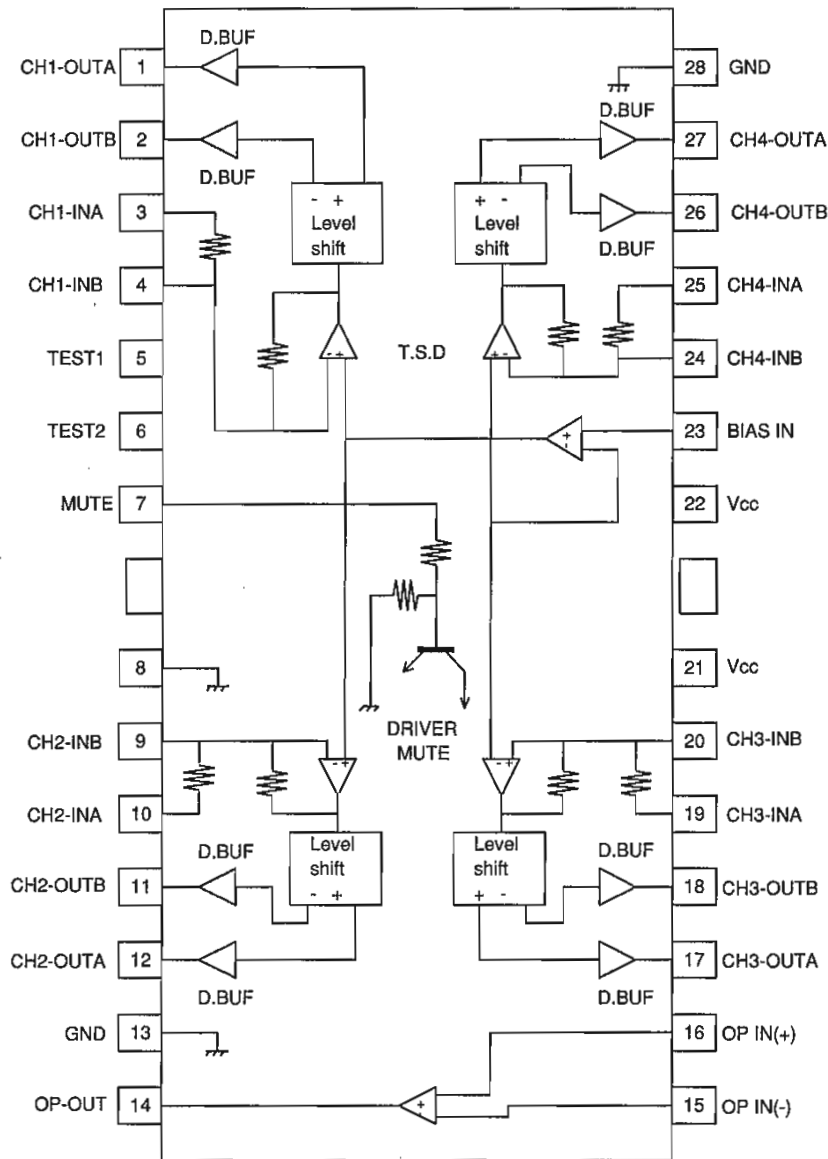 D.BUF
CH1-OUTA 1
28 GND
D.BUF
CH1-OUTB 2
27 CH4-OUTA
D.BUF
- +
Level
shift
+ -
Level
shift
CH1-INA 3
26 CH4-OUTB
D.BUF
CH1-INB 4
25 CH4-INA
TEST1 5
- +
T.S.D
+ -
24 CH4-INB
TEST2 6
+
-
23 BIAS IN
MUTE 7
22 Vcc
8
21 Vcc
DRIVER
MUTE
CH2-INB 9
20 CH3-INB
- +
- +
CH2-INA 10
19 CH3-INA
Level
shift
- +
Level
shift
+ -
D.BUF
D.BUF
CH2-OUTB 11
18 CH3-OUTB
CH2-OUTA 12
17 CH3-OUTA
D.BUF
D.BUF
GND 13
16 OP IN(+)
OP-OUT 14
+
15 OP IN(-)